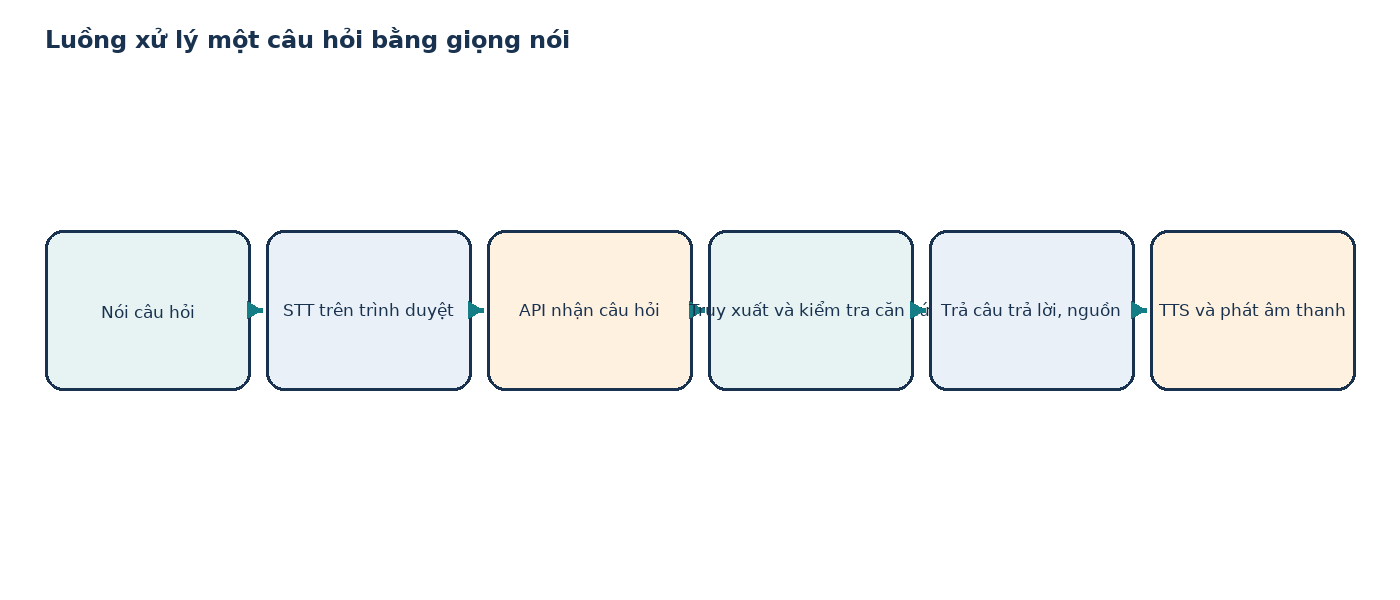 Luồng xử lý một câu hỏi bằng giọng nói
Nói câu hỏi
STT trên trình duyệt
API nhận câu hỏi
Truy xuất và kiểm tra căn
Trả câu trả lời, nguồn
TTS và phát âm thanh